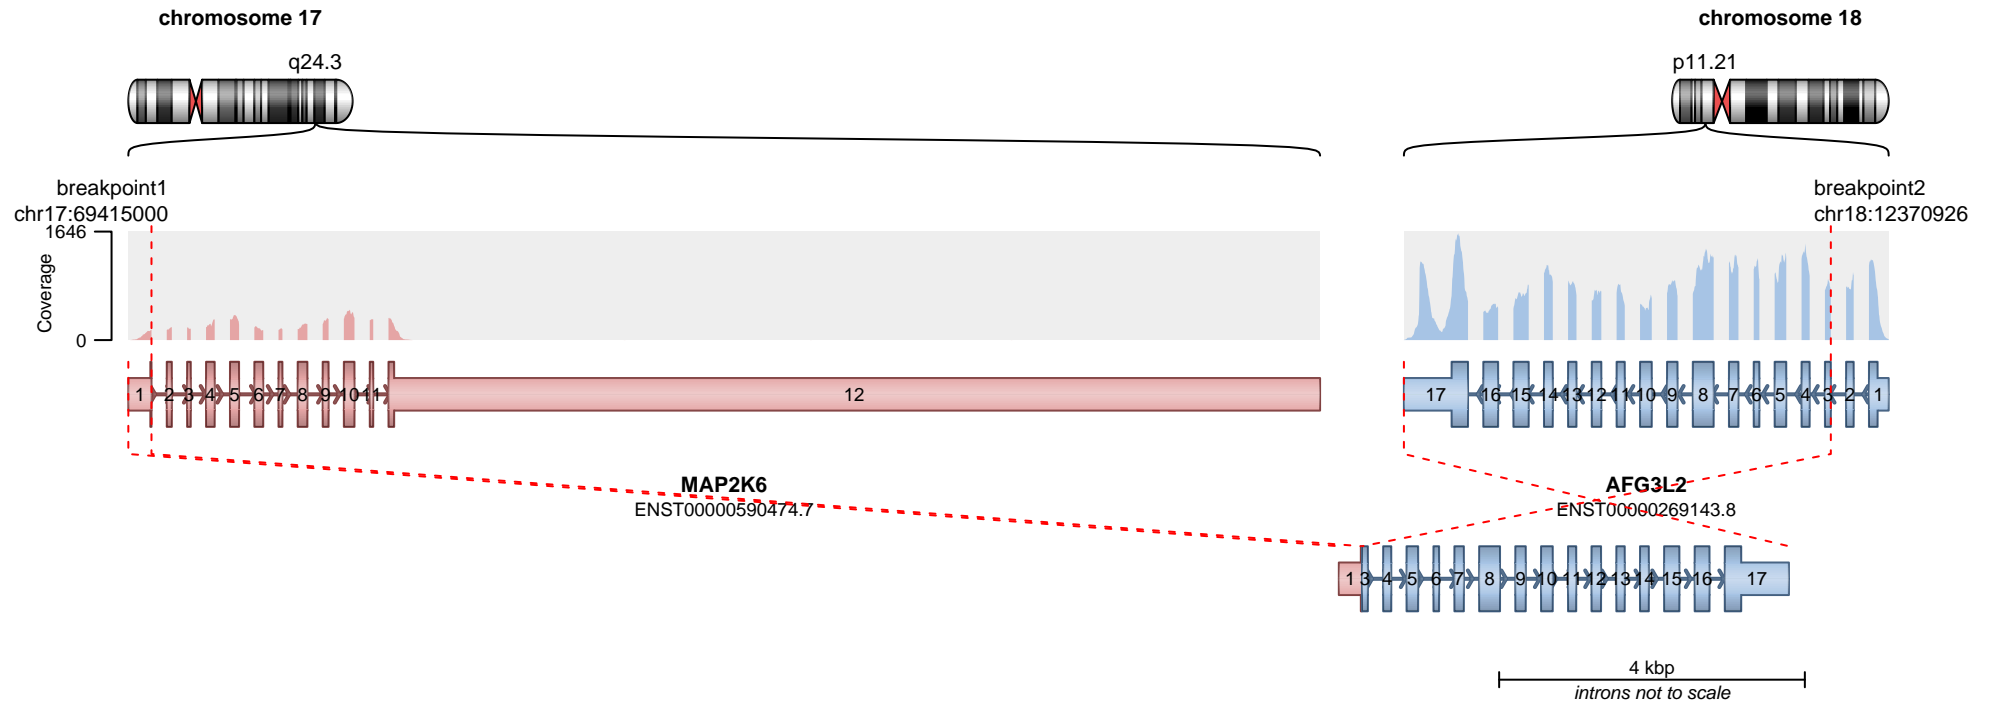 chromosome 17
chromosome 18
q24.3
p11.21
breakpoint1
chr17:69415000
breakpoint2
chr18:12370926
1646
Coverage
0
1 2 3 4 5 6 7 8 9 10 11 12
17 16 15 14 13 12 11 10 9 8 7 6 5 4 3 2 1
MAP2K6
ENST00000590474.7
AFG3L2
ENST00000269143.8
1 3 4 5 6 7 8 9 10 11 12 13 14 15 16 17
4 kbp
introns not to scale